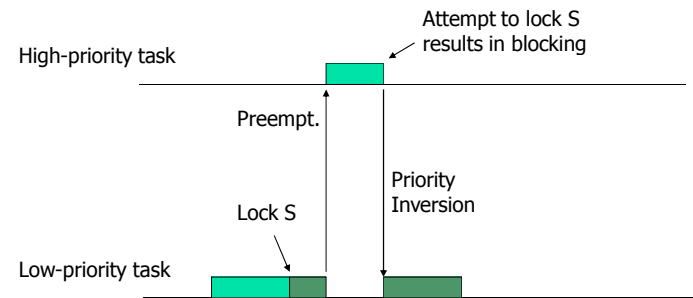 Attempt to lock S
results in blocking
High-priority task
Preempt.
Priority
Inversion
Lock S
Low-priority task